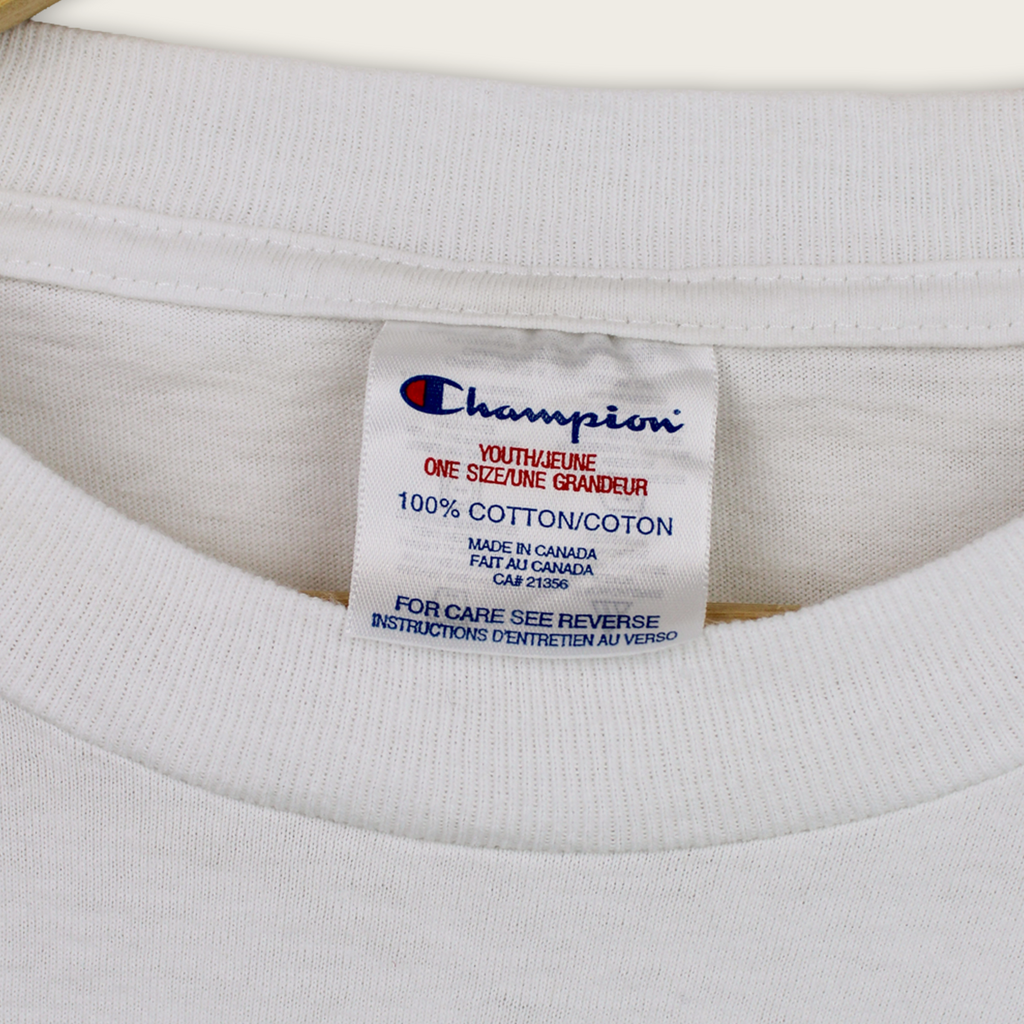 Champion
YOUTH/JEUNE
ONE SIZE/UNE GRANDEUR
100% COTTON/COTON
MADE IN CANADA
FAIT AU CANADA
CA# 21356
FOR CARE SEE REVERSE
INSTRUCTIONS D'ENTRETIEN AU VERSO